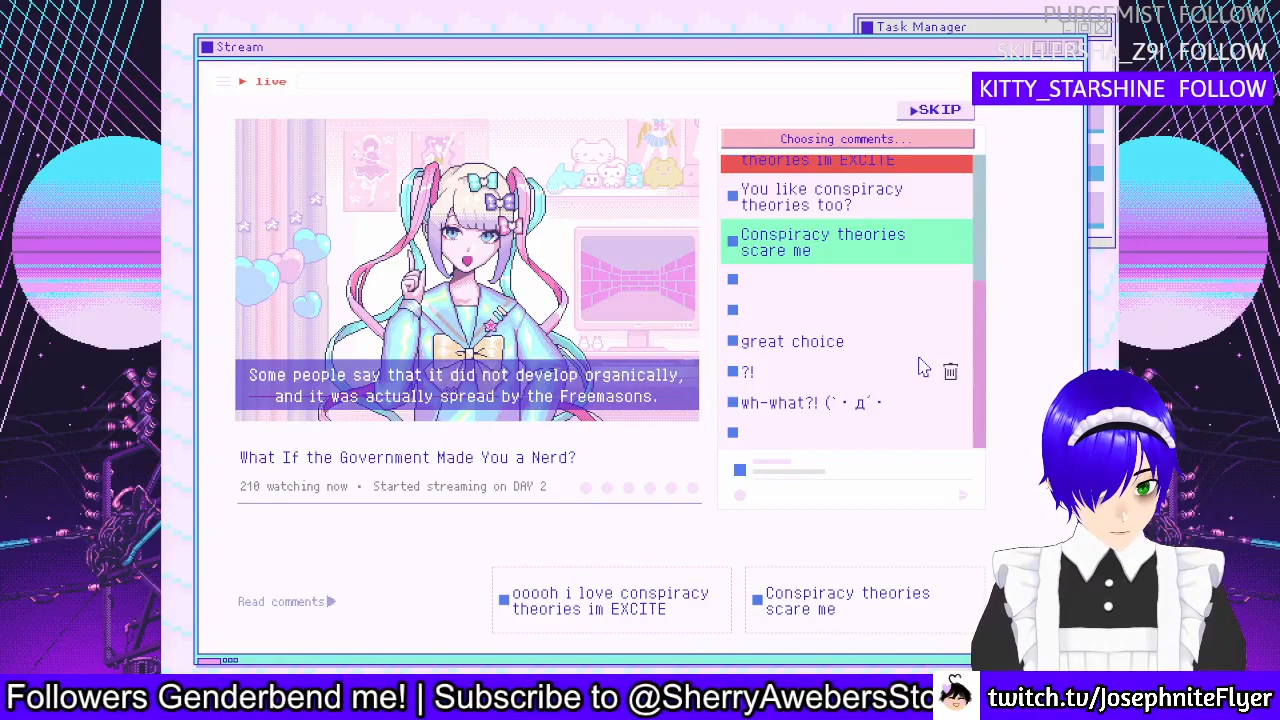 PURGEMIST FOLLOW
Task Manager
Stream
SKILLERSHA_Z9I FOLLOW
live
KITTY_STARSHINE FOLLOW
▶SKIP
Choosing comments...
theories im EXCITE
You like conspiracy
theories too?
Conspiracy theories
scare me
great choice
?!
wh-what?! (`・д´・
Some people say that it did not develop organically,
and it was actually spread by the Freemasons.
What If the Government Made You a Nerd?
210 watching now • Started streaming on DAY 2
Read comments▶
ooooh i love conspiracy
theories im EXCITE
Conspiracy theories
scare me
Followers Genderbend me! | Subscribe to @SherryAwebersSto
twitch.tv/JosephniteFlyer